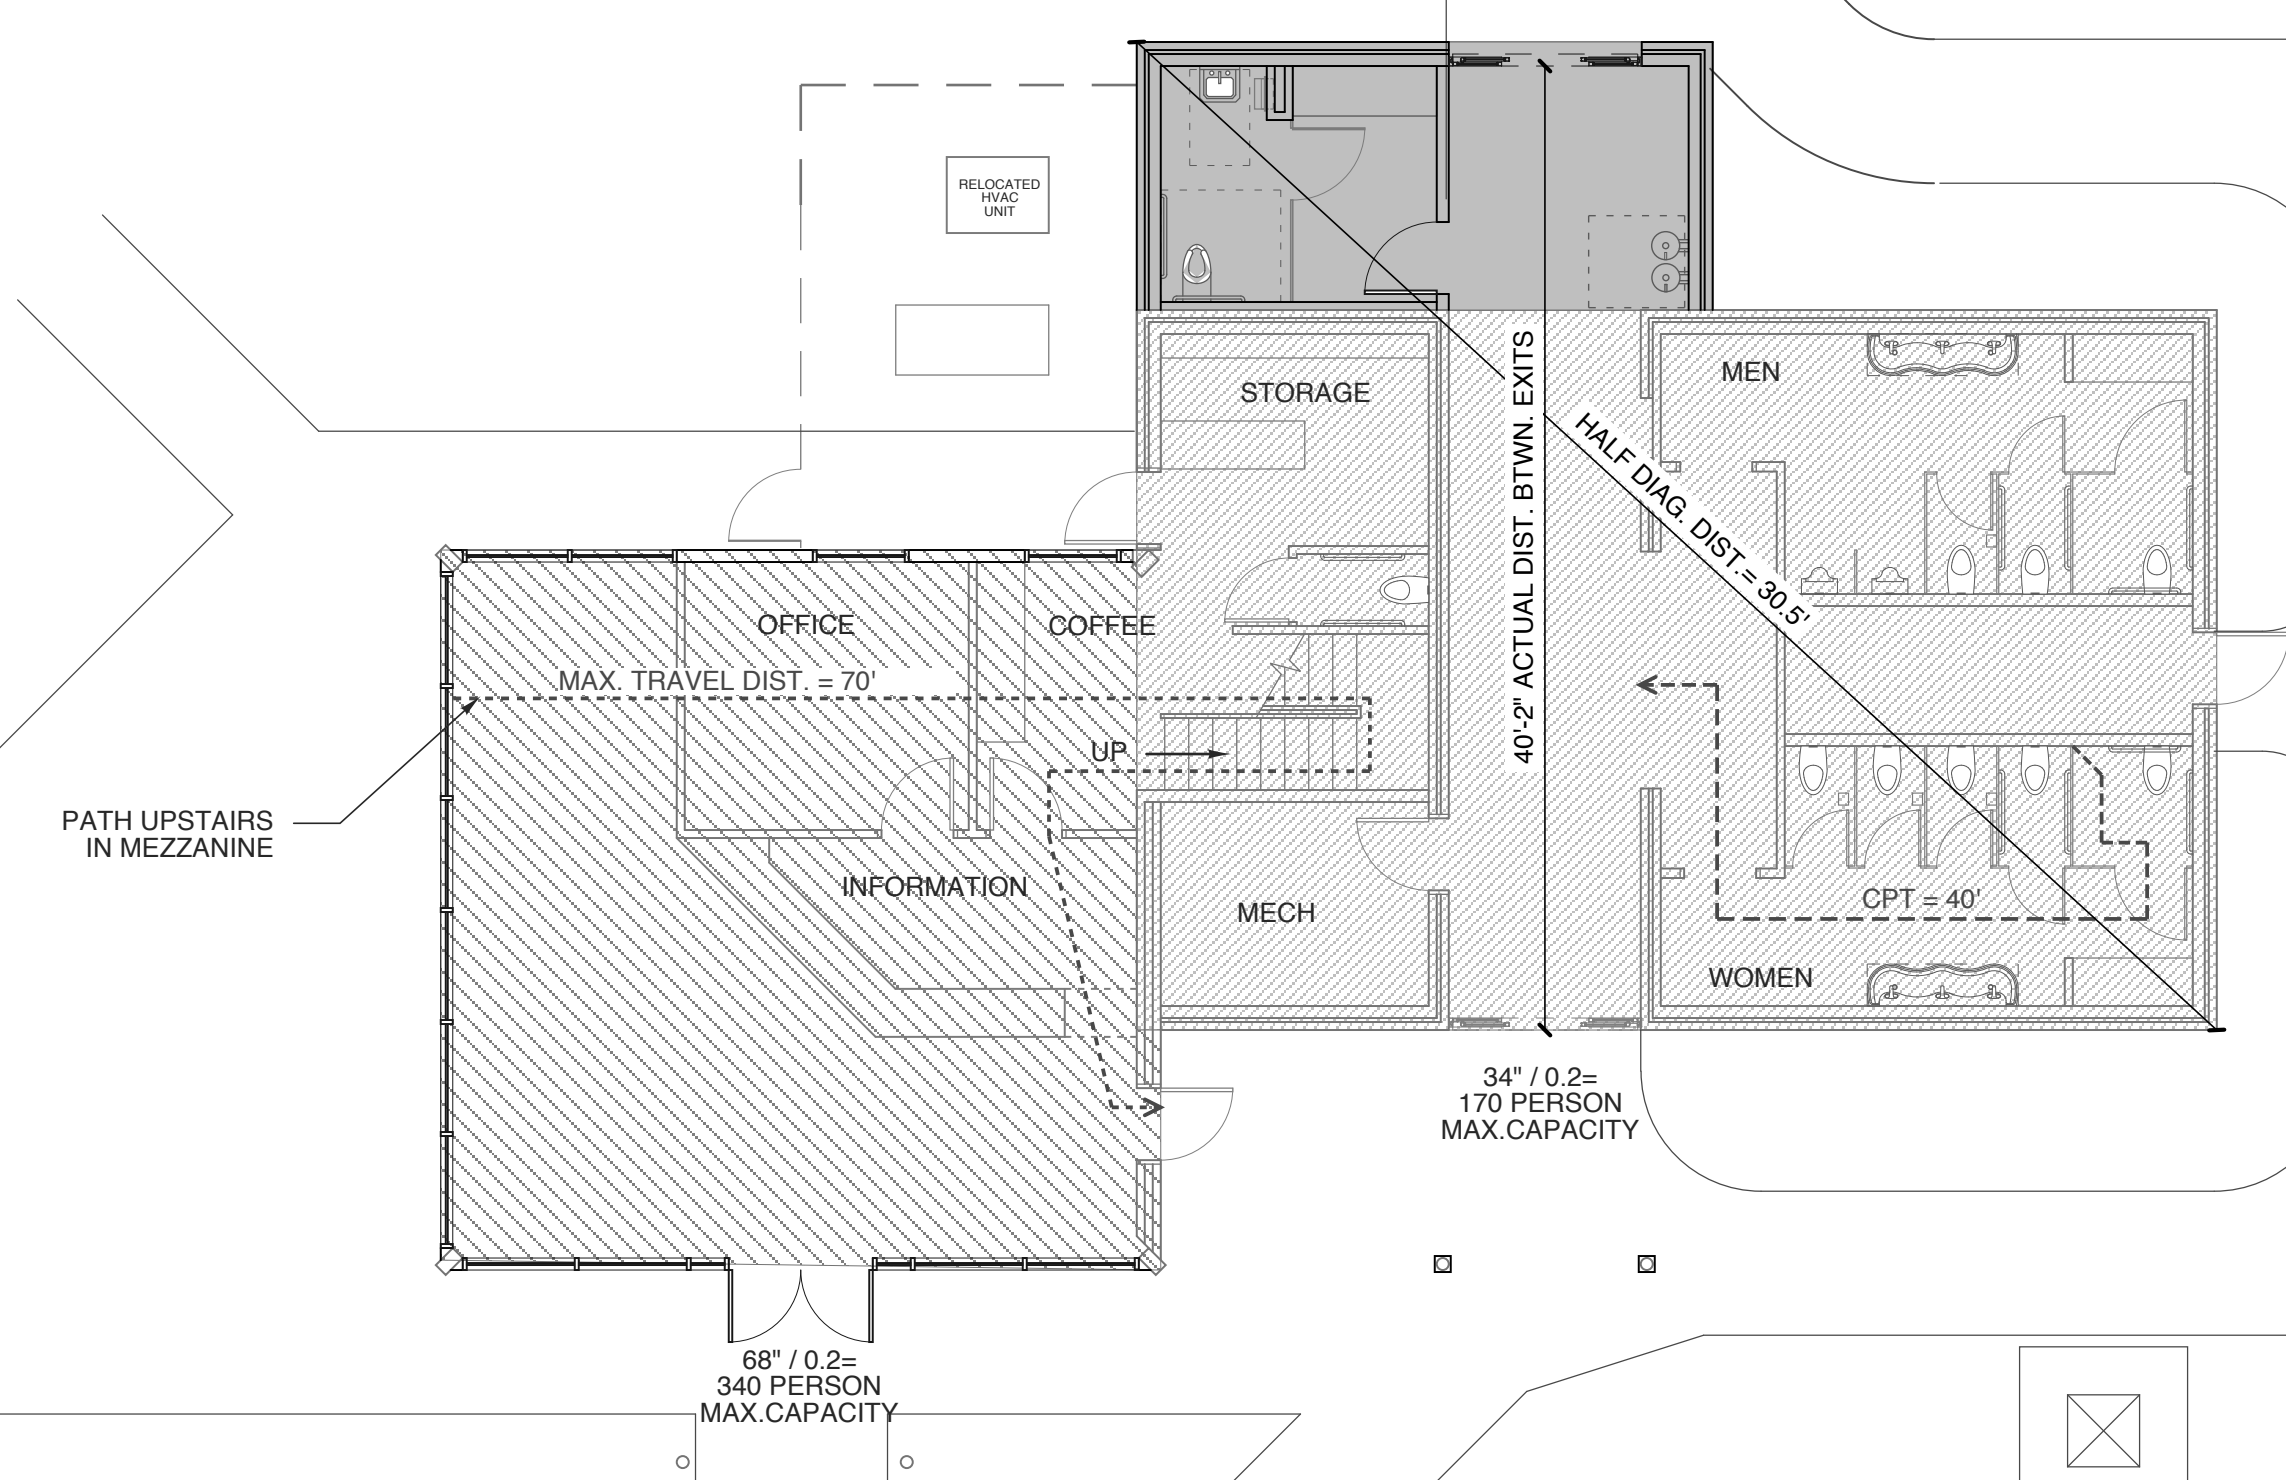 RELOCATED
HVAC
UNIT
STORAGE
MEN
40'-2" ACTUAL DIST. BTWN. EXITS
HALF DIAG. DIST.= 30.5'
OFFICE
COFFEE
MAX. TRAVEL DIST. = 70'
UP
PATH UPSTAIRS
IN MEZZANINE
INFORMATION
MECH
CPT = 40'
WOMEN
34" / 0.2=
170 PERSON
MAX.CAPACITY
68" / 0.2=
340 PERSON
MAX.CAPACITY